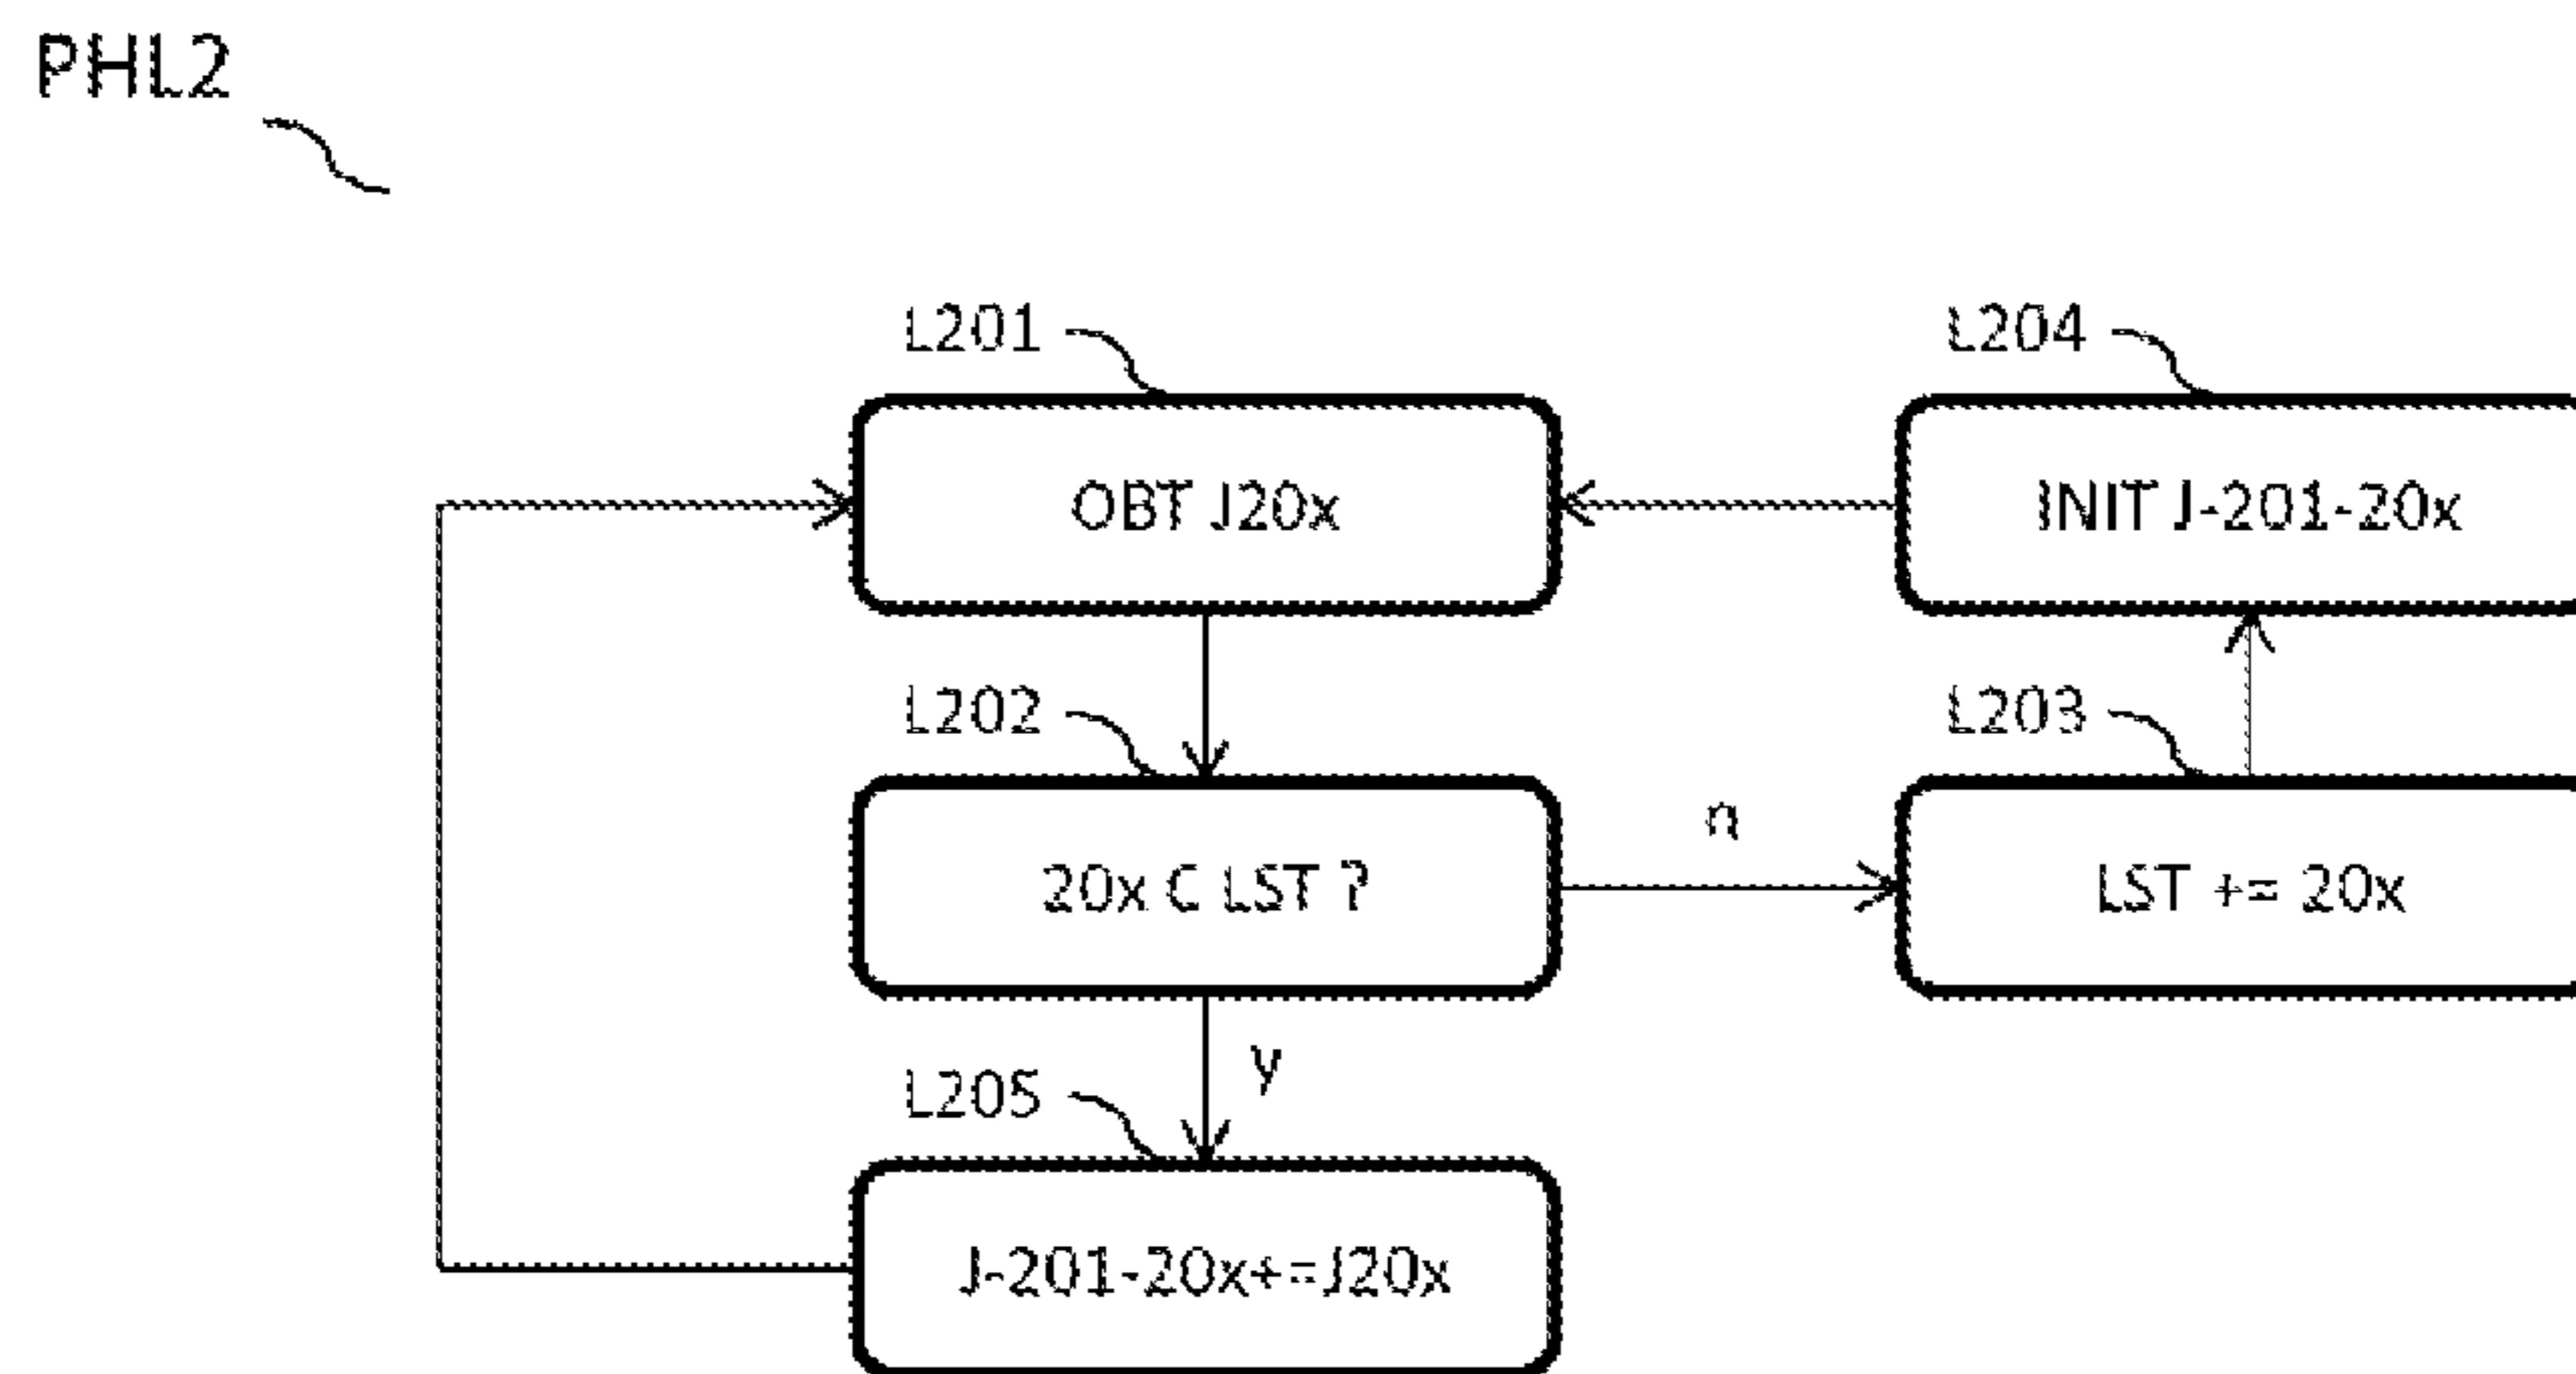 PHL2
L201
L204
OBT J20x
INIT J-201-20x
L202
L203
n
20x C LST ?
LST += 20x
y
L205
J-201-20x+=J20x